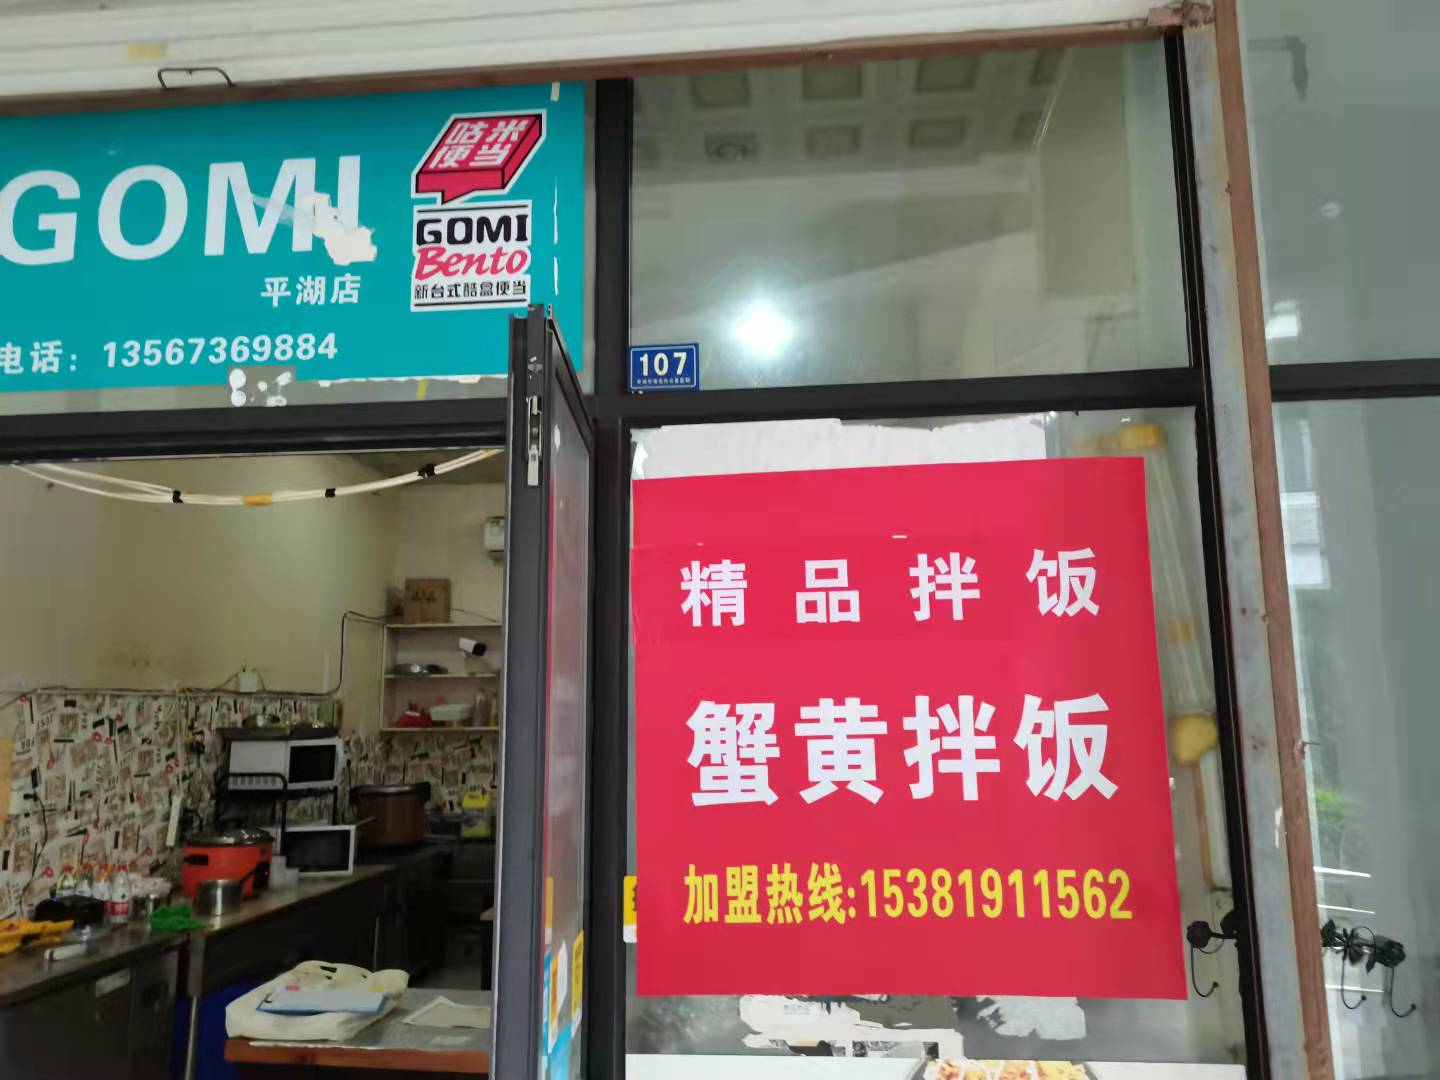 GOMI
咕米
便当
GOMI
Bento
新台式酷盒便当
平湖店
电话：13567369884
107
精品拌饭
蟹黄拌饭
加盟热线:15381911562